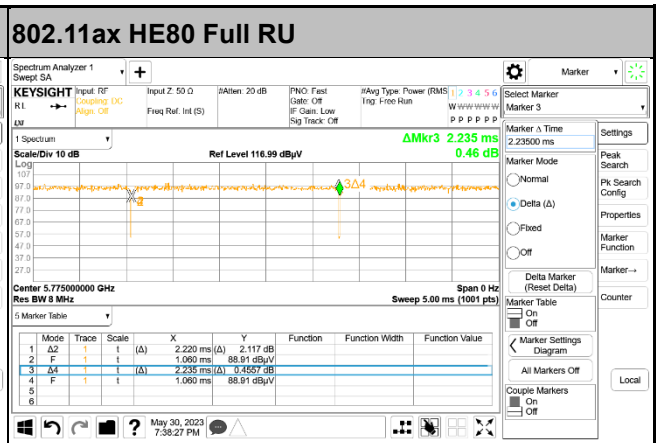 802.11ax HE80 Full RU
Spectrum Analyzer 1
Swept SA
Marker
KEYSIGHT Input: RF Input Z: 50 Ω #Atten: 20 dB PNO: Fast #Avg Type: Power (RMS 1 2 3 4 5 6
RL Coupling: DC Gate: Off Trig: Free Run
Align: Off Freq Ref: Int (S) IF Gain: Low W W W W W W
Sig Track: Off P P P P P P
Select Marker
Marker 3
1 Spectrum
ΔMkr3 2.235 ms
Scale/Div 10 dB Ref Level 116.99 dBµV 0.46 dB
Log
107
97.0
87.0
77.0
67.0
57.0
47.0
37.0
27.0
3Δ4
Center 5.775000000 GHz Span 0 Hz
Res BW 8 MHz Sweep 5.00 ms (1001 pts)
5 Marker Table
Mode Trace Scale X Y Function Function Width Function Value
1 Δ2 1 t (Δ) 2.220 ms (Δ) 2.117 dB
2 F 1 t 1.060 ms 88.91 dBµV
3 Δ4 1 t (Δ) 2.235 ms (Δ) 0.4557 dB
4 F 1 t 1.060 ms 88.91 dBµV
5
6
May 30, 2023
7:38:27 PM
Marker Δ Time
2.23500 ms
Marker Mode
Normal
Delta (Δ)
Fixed
Off
Delta Marker
(Reset Delta)
Marker Table
On
Off
Marker Settings
Diagram
All Markers Off
Couple Markers
On
Off
Settings
Peak
Search
Pk Search
Config
Properties
Marker
Function
Marker→
Counter
Local